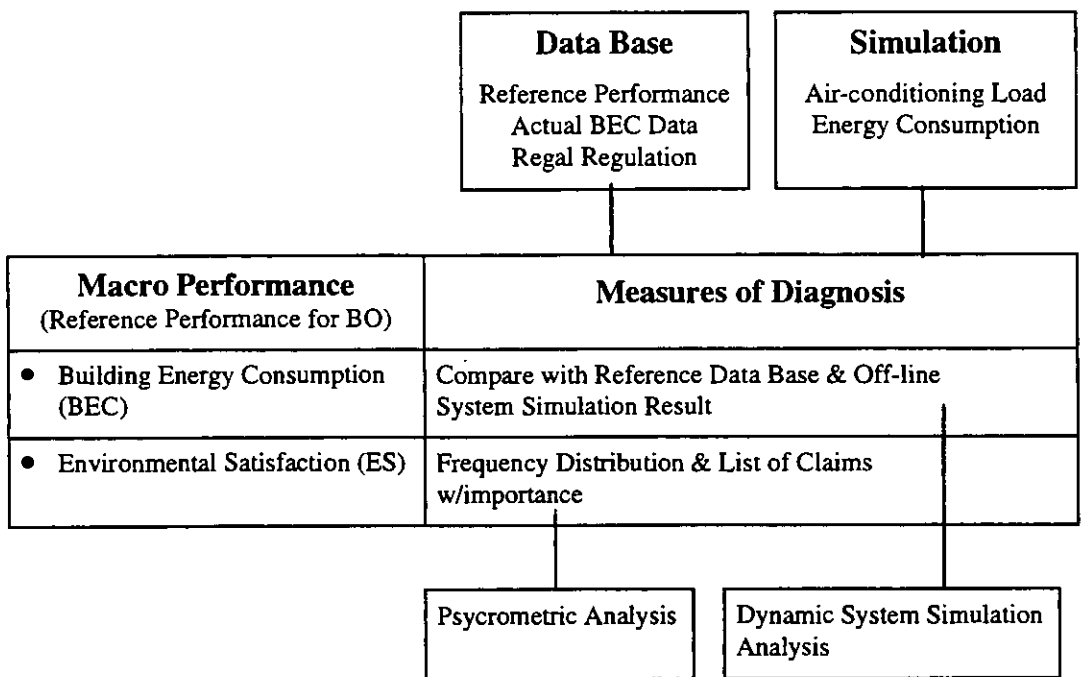 Data Base
Reference Performance
Actual BEC Data
Regal Regulation
Simulation
Air-conditioning Load
Energy Consumption
Macro Performance
(Reference Performance for BO)
Measures of Diagnosis
• Building Energy Consumption
(BEC)
Compare with Reference Data Base & Off-line
System Simulation Result
• Environmental Satisfaction (ES)
Frequency Distribution & List of Claims
w/importance
Psycrometric Analysis
Dynamic System Simulation
Analysis